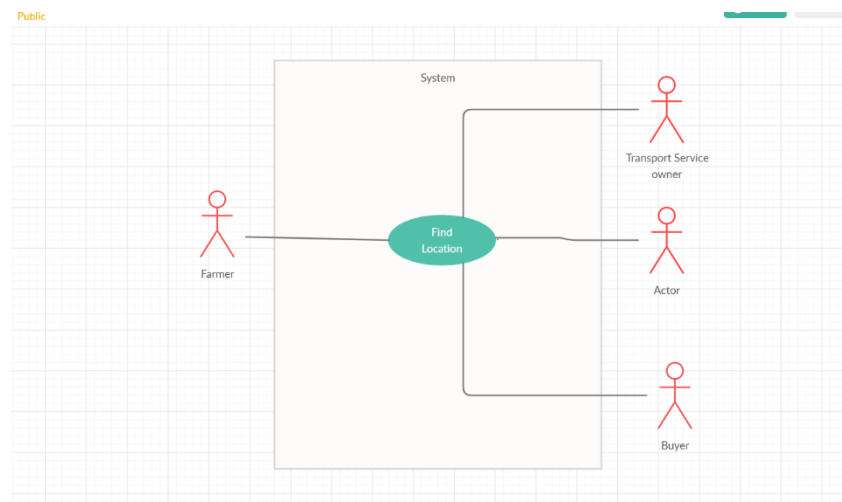 Public
System
Transport Service
owner
Find
Location
Farmer
Actor
Buyer